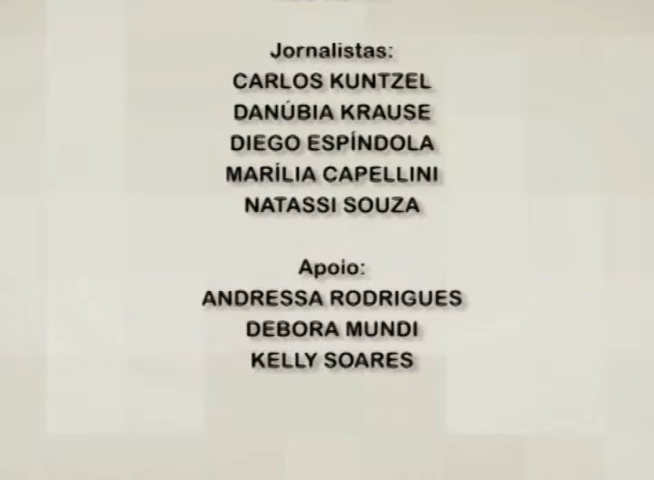 Jornalistas:
CARLOS KUNTZEL
DANÚBIA KRAUSE
DIEGO ESPÍNDOLA
MARÍLIA CAPELLINI
NATASSI SOUZA
Apoio:
ANDRESSA RODRIGUES
DEBORA MUNDI
KELLY SOARES